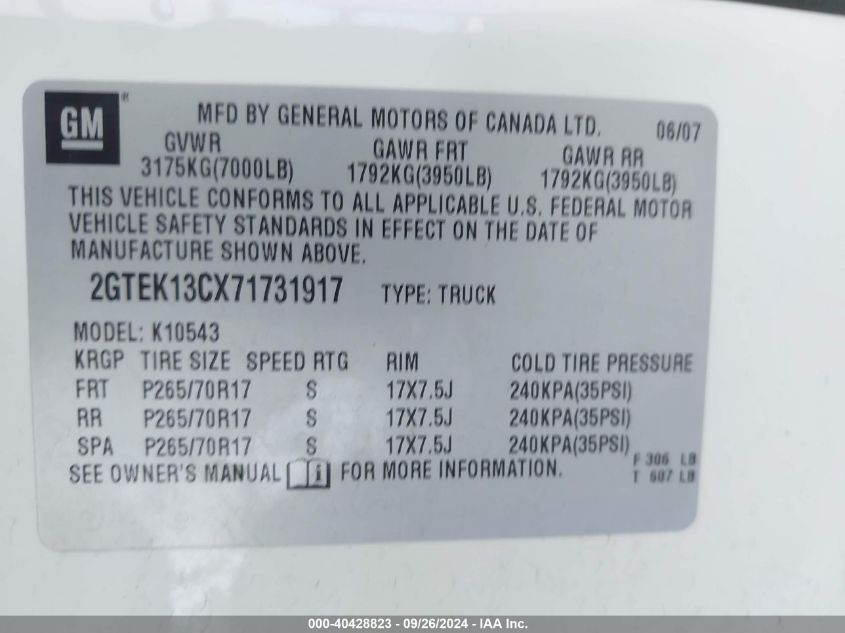 GM ® MFD BY GENERAL MOTORS OF CANADA LTD. 06/07
GVWR GAWR FRT GAWR RR
3175KG(7000LB) 1792KG(3950LB) 1792KG(3950LB)
THIS VEHICLE CONFORMS TO ALL APPLICABLE U.S. FEDERAL MOTOR
VEHICLE SAFETY STANDARDS IN EFFECT ON THE DATE OF
MANUFACTURE SHOWN ABOVE.
2GTEK13CX71731917 TYPE: TRUCK
MODEL: K10543
KRGP TIRE SIZE SPEED RTG RIM COLD TIRE PRESSURE
FRT P265/70R17 S 17X7.5J 240KPA(35PSI)
RR P265/70R17 S 17X7.5J 240KPA(35PSI)
SPA P265/70R17 S 17X7.5J 240KPA(35PSI)
SEE OWNER'S MANUAL i FOR MORE INFORMATION.
F 306 LB
T 607 LB
000-40428823 - 09/26/2024 - IAA Inc.